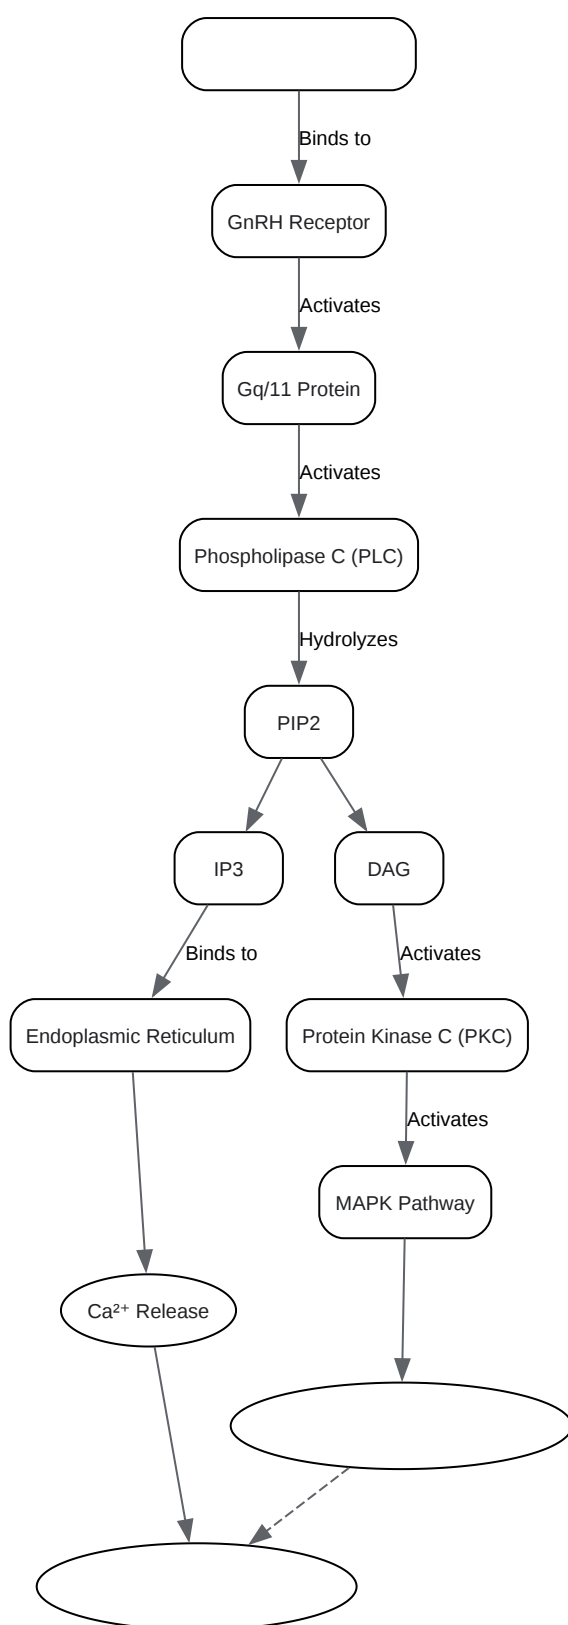 Binds to
GnRH Receptor
Activates
Gq/11 Protein
Activates
Phospholipase C (PLC)
Hydrolyzes
PIP2
IP3
DAG
Binds to
Activates
Endoplasmic Reticulum
Protein Kinase C (PKC)
Activates
MAPK Pathway
Ca²⁺ Release